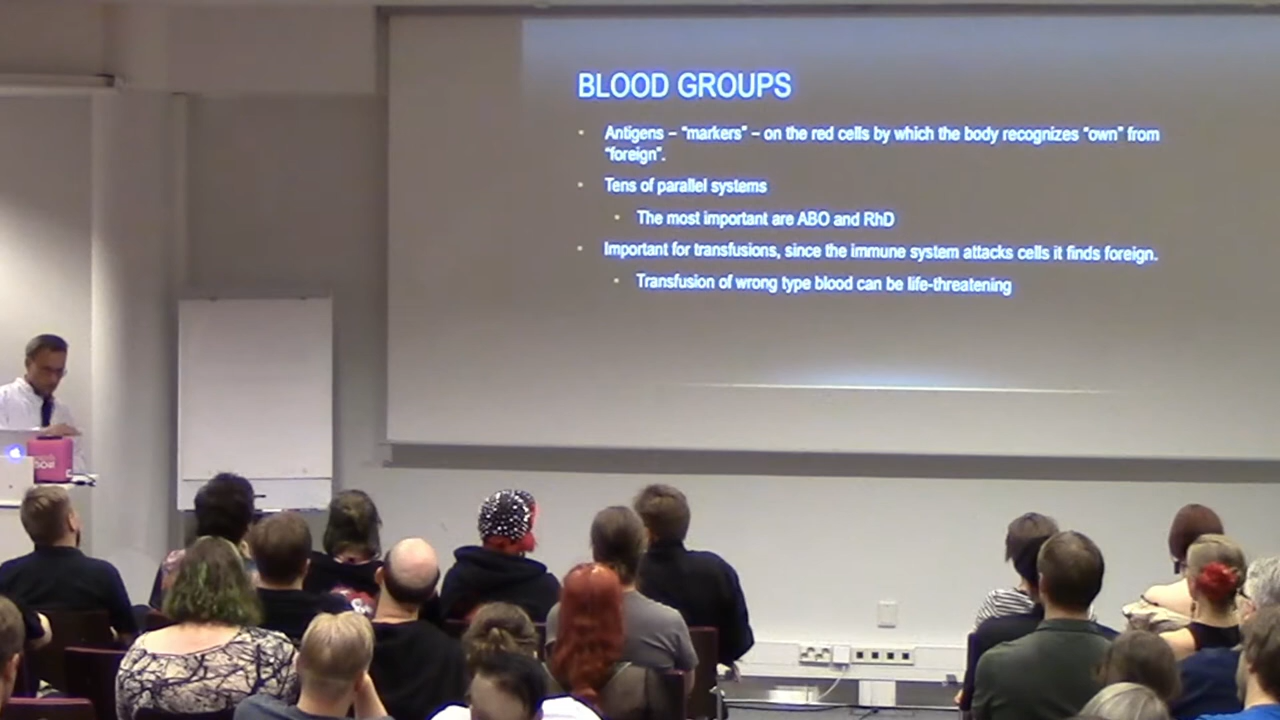 BLOOD GROUPS
Antigens – "markers" – on the red cells by which the body recognizes "own" from
"foreign".
Tens of parallel systems
The most important are ABO and RhD
Important for transfusions, since the immune system attacks cells it finds foreign.
Transfusion of wrong type blood can be life-threatening